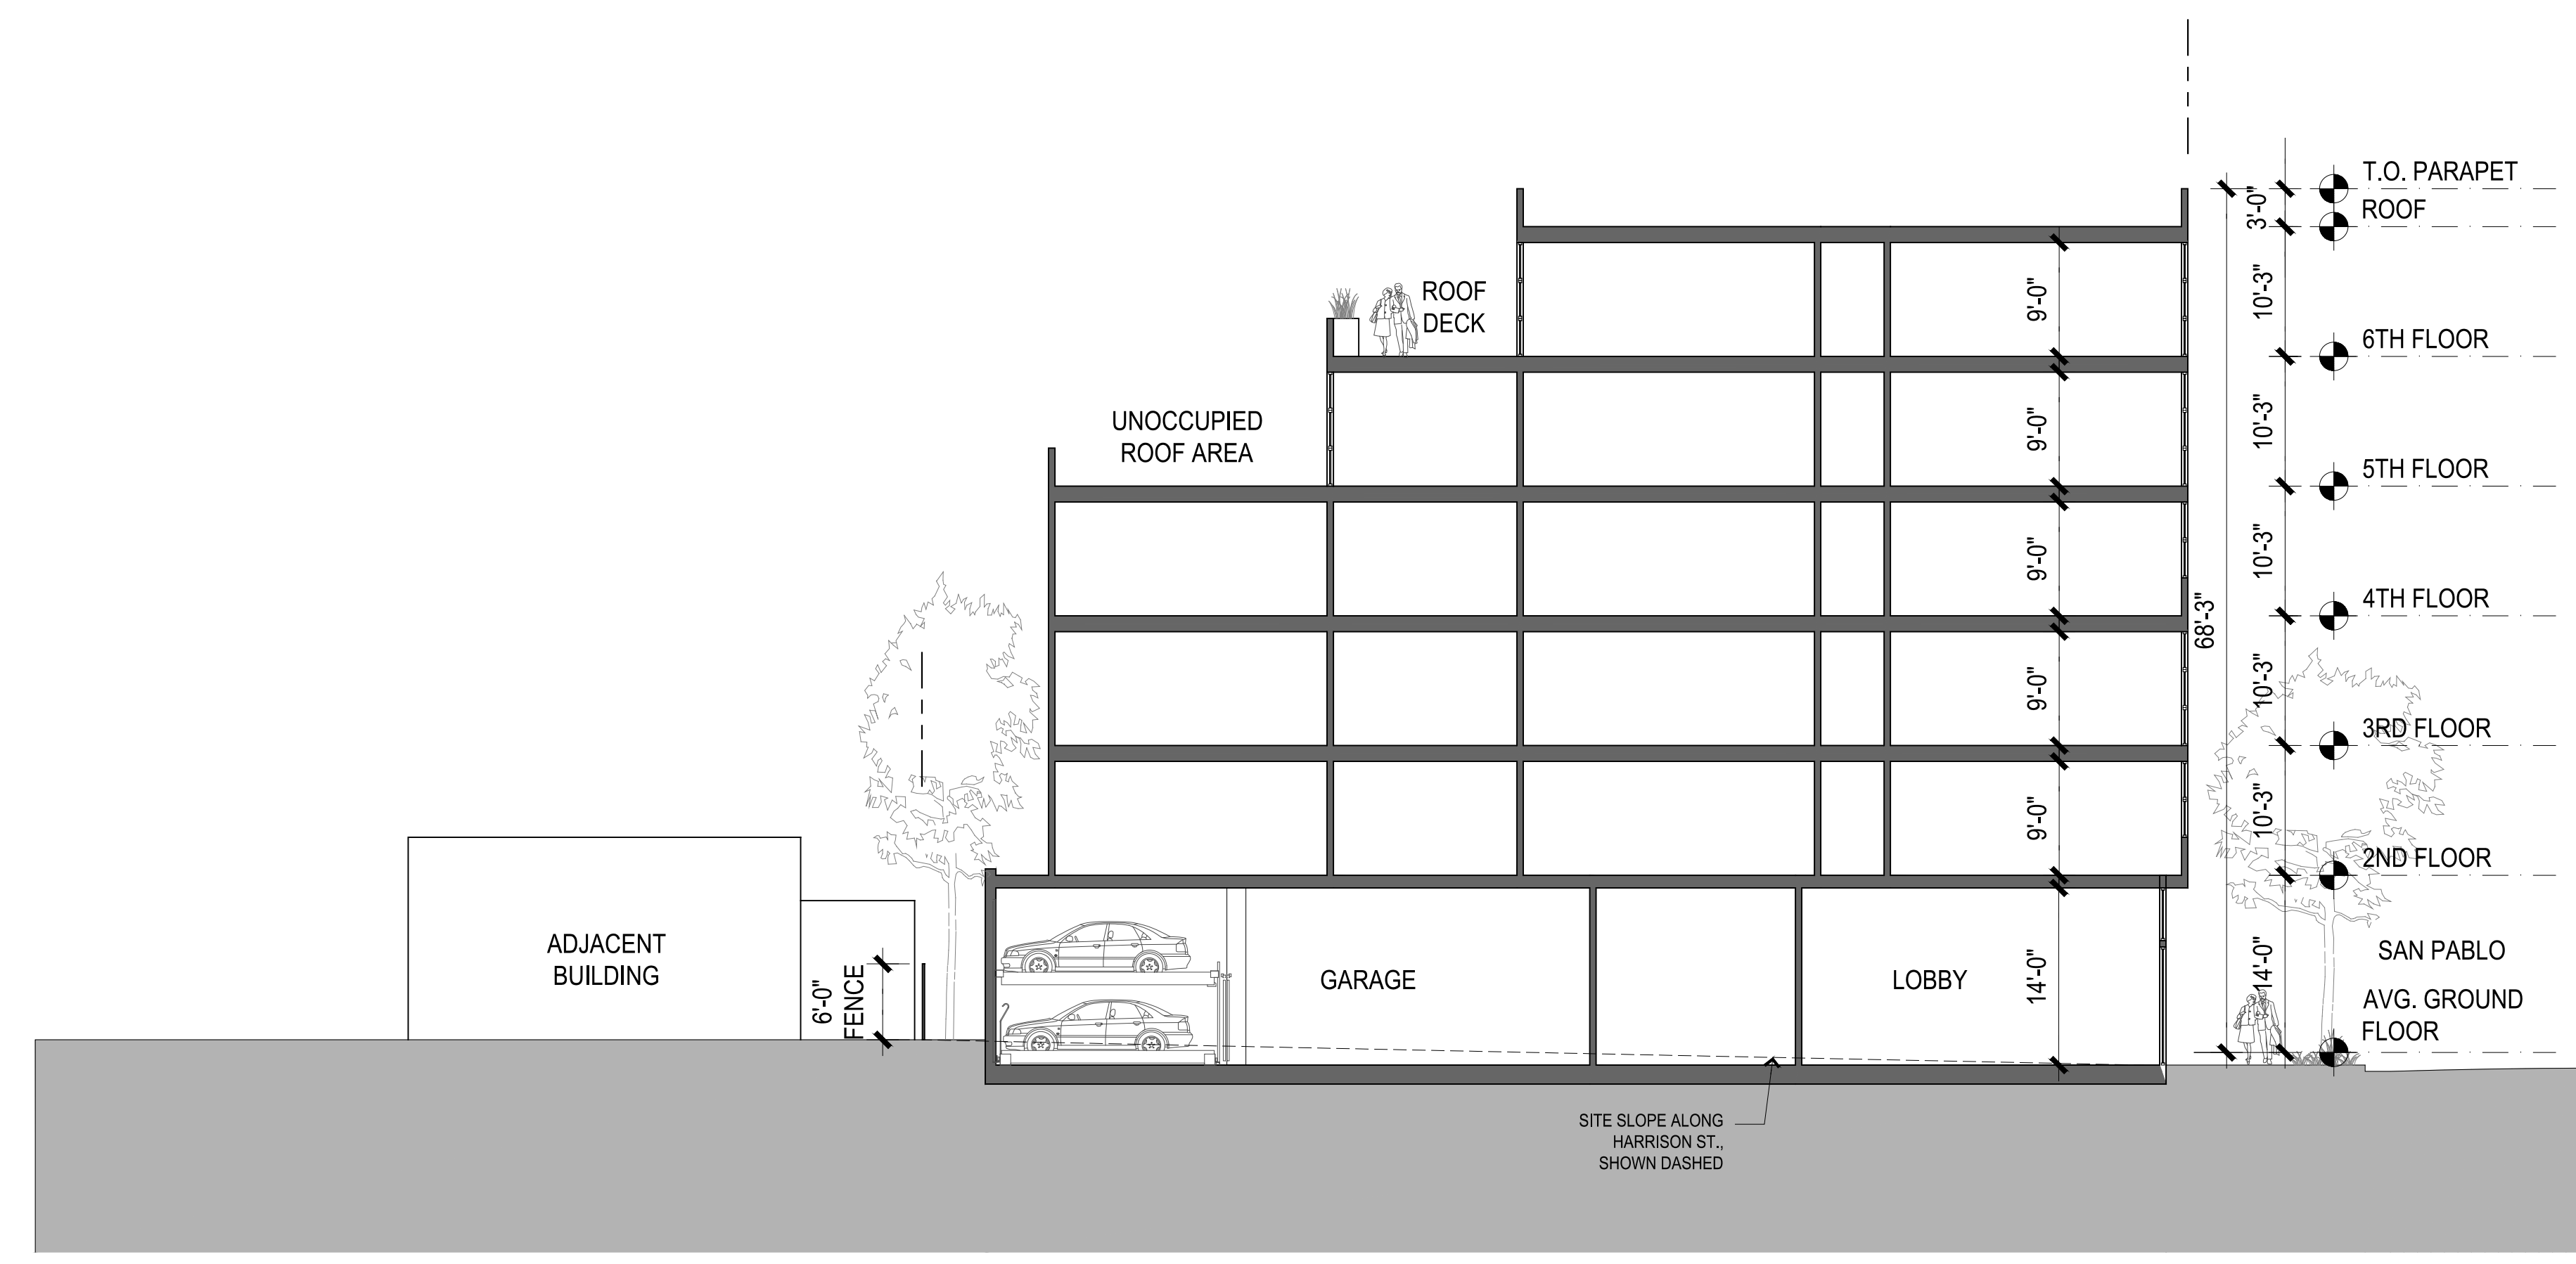 T.O. PARAPET
3'-0"
ROOF
10'-3"
9'-0"
ROOF
DECK
6TH FLOOR
UNOCCUPIED
ROOF AREA
9'-0"
10'-3"
5TH FLOOR
9'-0"
10'-3"
4TH FLOOR
68'-3"
9'-0"
10'-3"
3RD FLOOR
9'-0"
10'-3"
2ND FLOOR
ADJACENT
BUILDING
6'-0"
FENCE
GARAGE
LOBBY
14'-0"
14'-0"
SAN PABLO
AVG. GROUND
FLOOR
SITE SLOPE ALONG
HARRISON ST.,
SHOWN DASHED